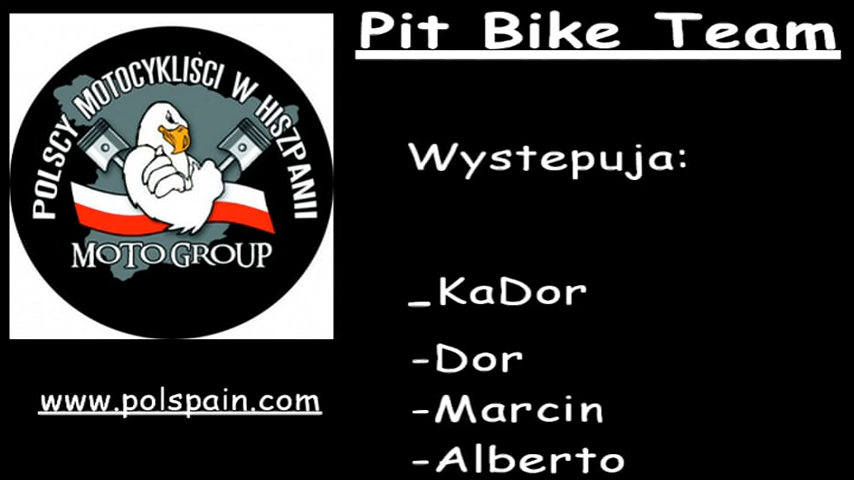 Pit Bike Team
POLSCY MOTOCYKLIŚCI W HISZPANII
MOTO GROUP
www.polspain.com
Wystepuja:
_KaDor
-Dor
-Marcin
-Alberto